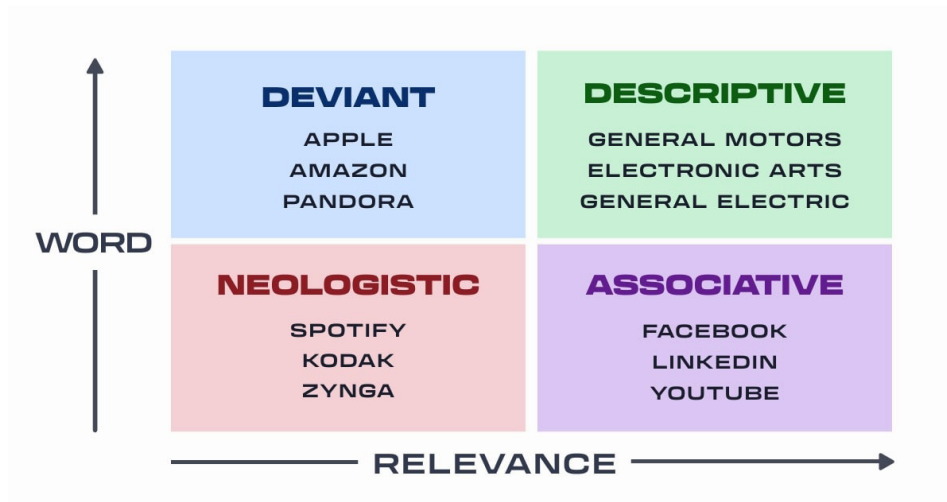 DEVIANT
APPLE
AMAZON
PANDORA
DESCRIPTIVE
GENERAL MOTORS
ELECTRONIC ARTS
GENERAL ELECTRIC
WORD
NEOLOGISTIC
SPOTIFY
KODAK
ZYNGA
ASSOCIATIVE
FACEBOOK
LINKEDIN
YOUTUBE
RELEVANCE